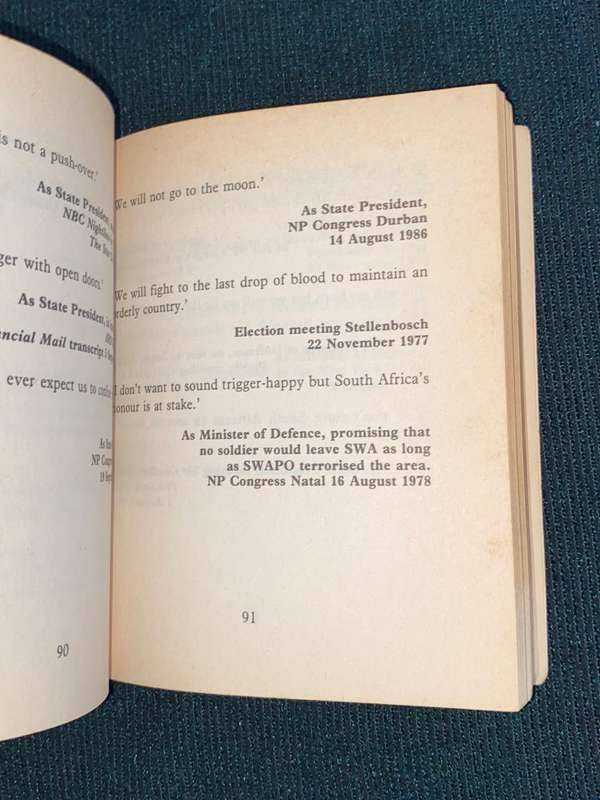 is not a push-over.'
As State President,
NBC
The
ger with open doors.'
As State President,
ncial Mail transcript
ever expect us to
As
NP
90
We will not go to the moon.'
As State President,
NP Congress Durban
14 August 1986
We will fight to the last drop of blood to maintain an
rderly country.'
Election meeting Stellenbosch
22 November 1977
I don't want to sound trigger-happy but South Africa's
honour is at stake.'
As Minister of Defence, promising that
no soldier would leave SWA as long
as SWAPO terrorised the area.
NP Congress Natal 16 August 1978
91